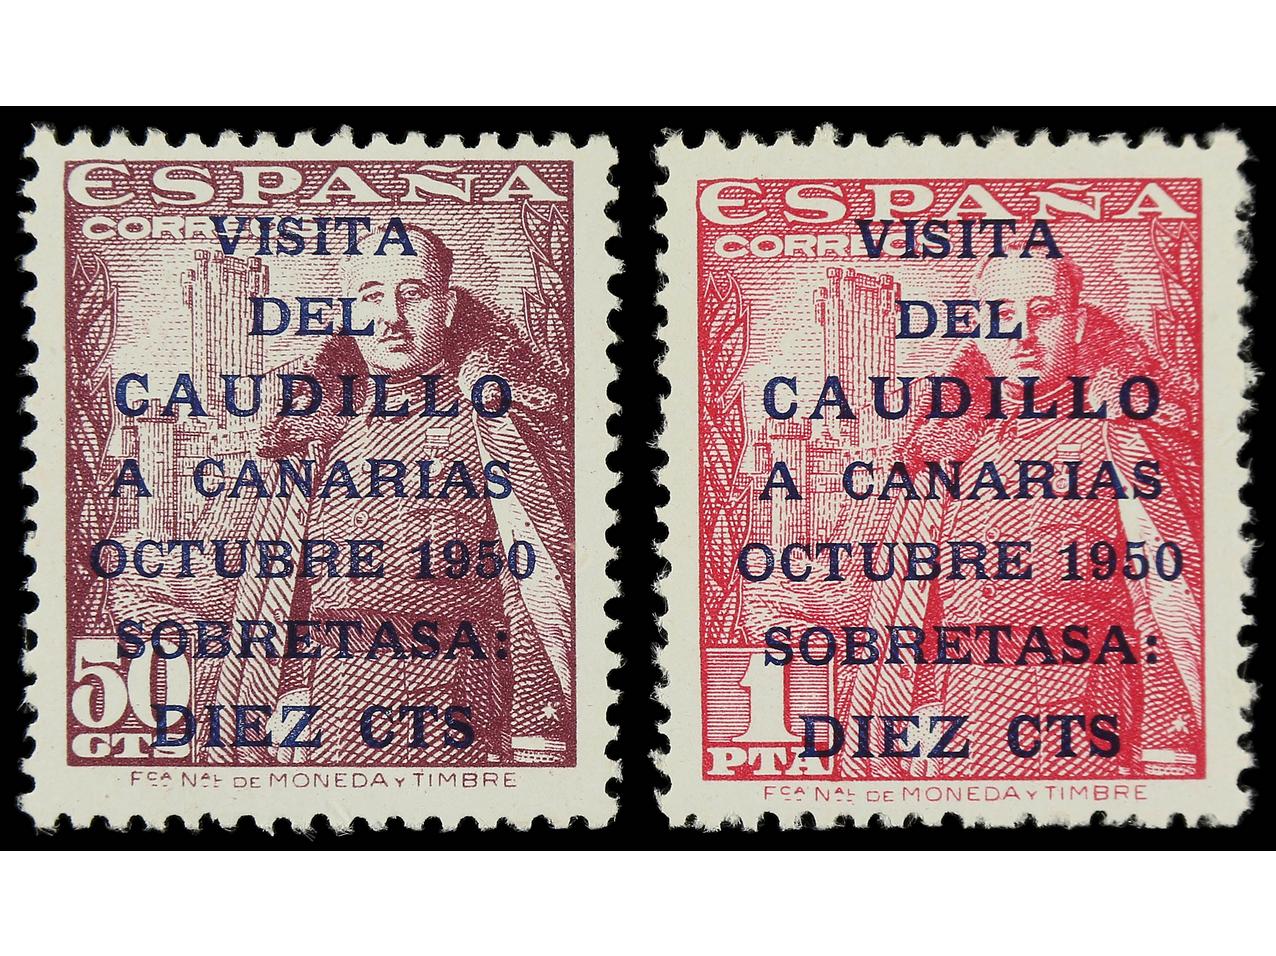 ESPAÑA
CORREOS
VISITA
DEL
CAUDILLO
A CANARIAS
OCTUBRE 1950
SOBRETASA:
DIEZ CTS
50
CTS
FCA NAL DE MONEDA Y TIMBRE
ESPAÑA
CORREOS
VISITA
DEL
CAUDILLO
A CANARIAS
OCTUBRE 1950
SOBRETASA:
DIEZ CTS
1
PTA
FCA NAL DE MONEDA Y TIMBRE